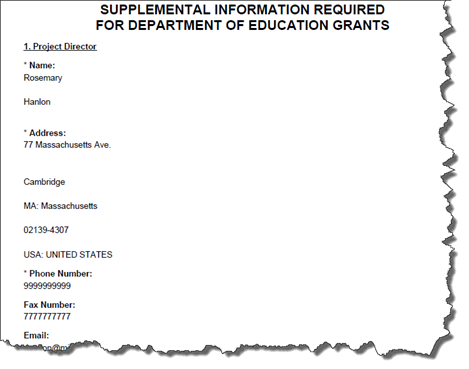 SUPPLEMENTAL INFORMATION REQUIRED
FOR DEPARTMENT OF EDUCATION GRANTS
1. Project Director
* Name:
Rosemary
Hanlon
* Address:
77 Massachusetts Ave.
Cambridge
MA: Massachusetts
02139-4307
USA: UNITED STATES
* Phone Number:
9999999999
Fax Number:
7777777777
Email: